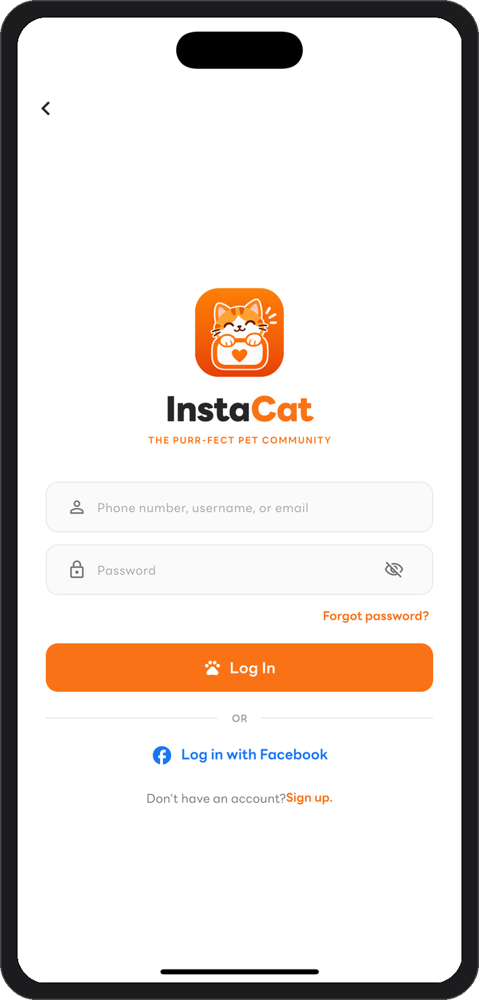 InstaCat
THE PURR-FECT PET COMMUNITY
Phone number, username, or email
Password
Forgot password?
Log In
OR
Log in with Facebook
Don't have an account?Sign up.